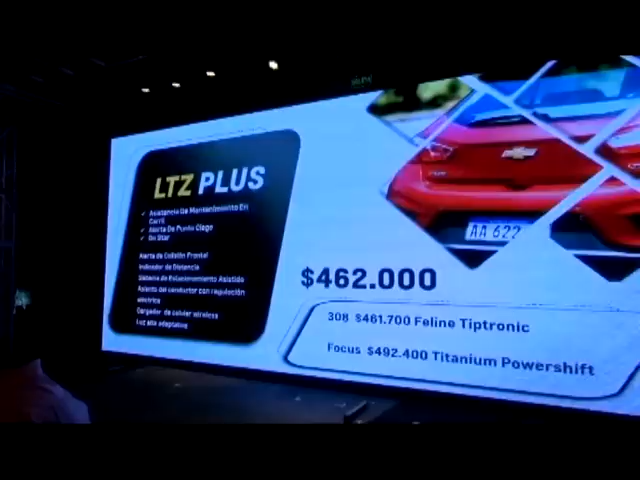 LTZ PLUS
✓ Asistencia De Mantenimiento En
Carril
✓ Alerta De Punto Ciego
✓ On Star
Alerta de Colisión Frontal
Indicador de Distancia
Sistema de Estacionamiento Asistido
Asiento del conductor con regulación
eléctrica
Cargador de celular wireless
Luz alta adaptativa
$462.000
308 $461.700 Feline Tiptronic
Focus $492.400 Titanium Powershift
AA 622